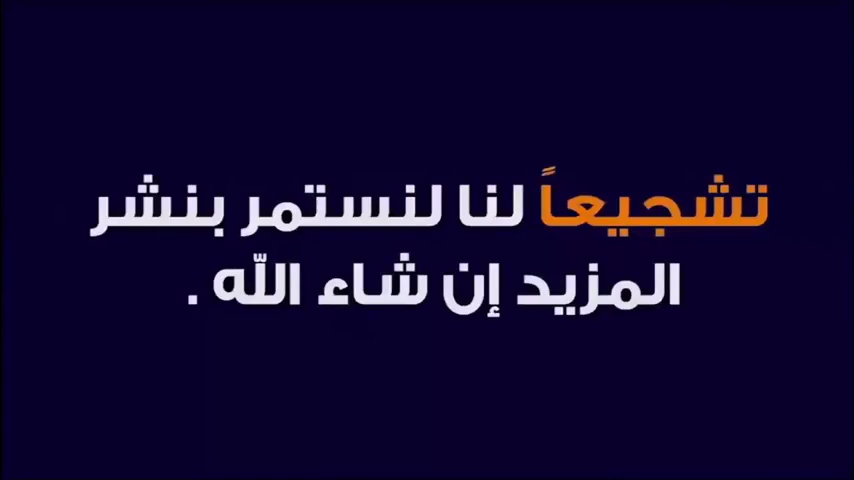 تشجيعاً لنا لنستمر بنشر
المزيد إن شاء الله .